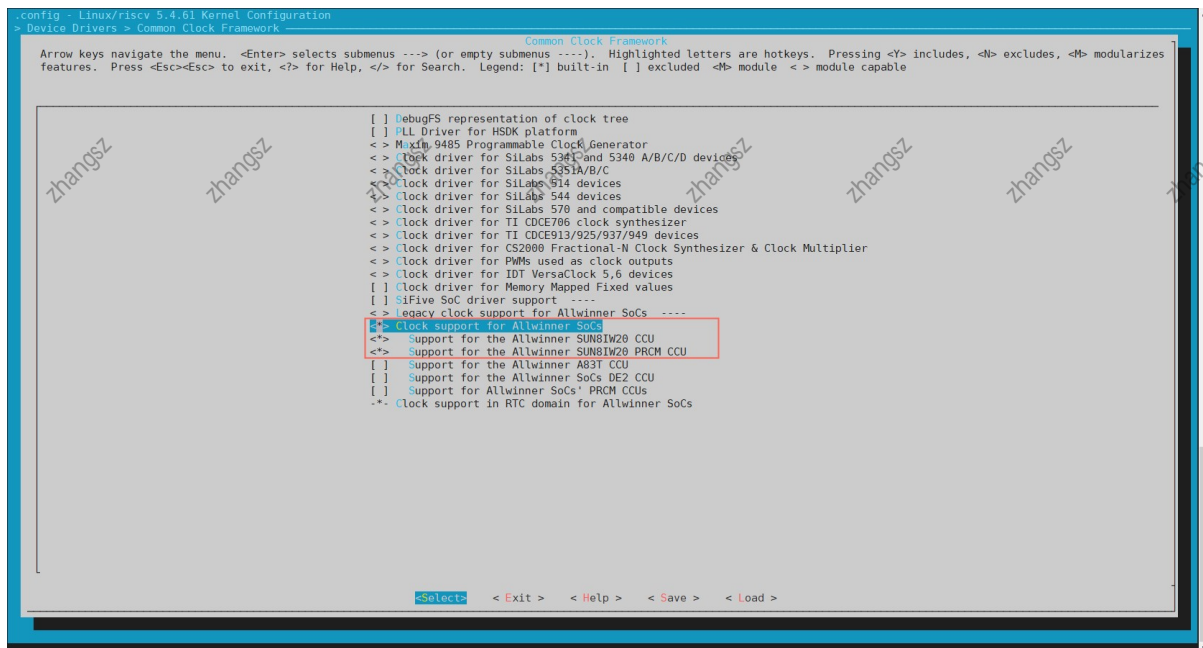 .config - Linux/riscv 5.4.61 Kernel Configuration
> Device Drivers > Common Clock Framework
Common Clock Framework
Arrow keys navigate the menu. <Enter> selects submenus ---> (or empty submenus ----). Highlighted letters are hotkeys. Pressing <Y> includes, <N> excludes, <M> modularizes
features. Press <Esc><Esc> to exit, <?> for Help, </> for Search. Legend: [*] built-in [ ] excluded <M> module < > module capable
[ ] DebugFS representation of clock tree
[ ] PLL Driver for HSDK platform
< > Maxim 9485 Programmable Clock Generator
< > Clock driver for SiLabs 5341 and 5340 A/B/C/D devices
< > Clock driver for SiLabs 5351A/B/C
< > Clock driver for SiLabs 514 devices
< > Clock driver for SiLabs 544 devices
< > Clock driver for SiLabs 570 and compatible devices
< > Clock driver for TI CDCE706 clock synthesizer
< > Clock driver for TI CDCE913/925/937/949 devices
< > Clock driver for CS2000 Fractional-N Clock Synthesizer & Clock Multiplier
< > Clock driver for PWMs used as clock outputs
< > Clock driver for IDT VersaClock 5,6 devices
[ ] Clock driver for Memory Mapped Fixed values
[ ] SiFive SoC driver support ----
< > Legacy clock support for Allwinner SoCs ----
<*> Clock support for Allwinner SoCs
<*> Support for the Allwinner SUN8IW20 CCU
<*> Support for the Allwinner SUN8IW20 PRCM CCU
[ ] Support for the Allwinner A83T CCU
[ ] Support for the Allwinner SoCs DE2 CCU
[ ] Support for Allwinner SoCs' PRCM CCUs
-*- Clock support in RTC domain for Allwinner SoCs
zhangsz zhangsz zhangsz zhangsz zhangsz zhangsz zhangsz
<Select> < Exit > < Help > < Save > < Load >